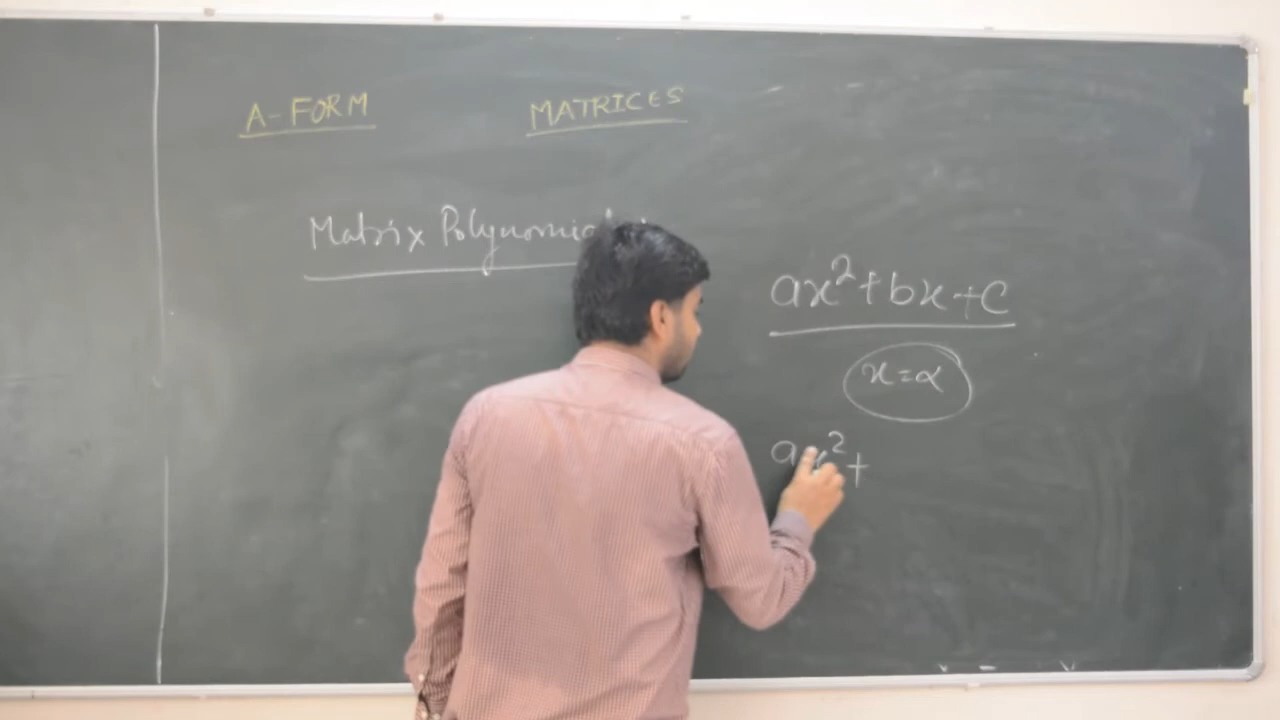 A-FORM
MATRICES
Matrix
ax²+bx+c
x=α